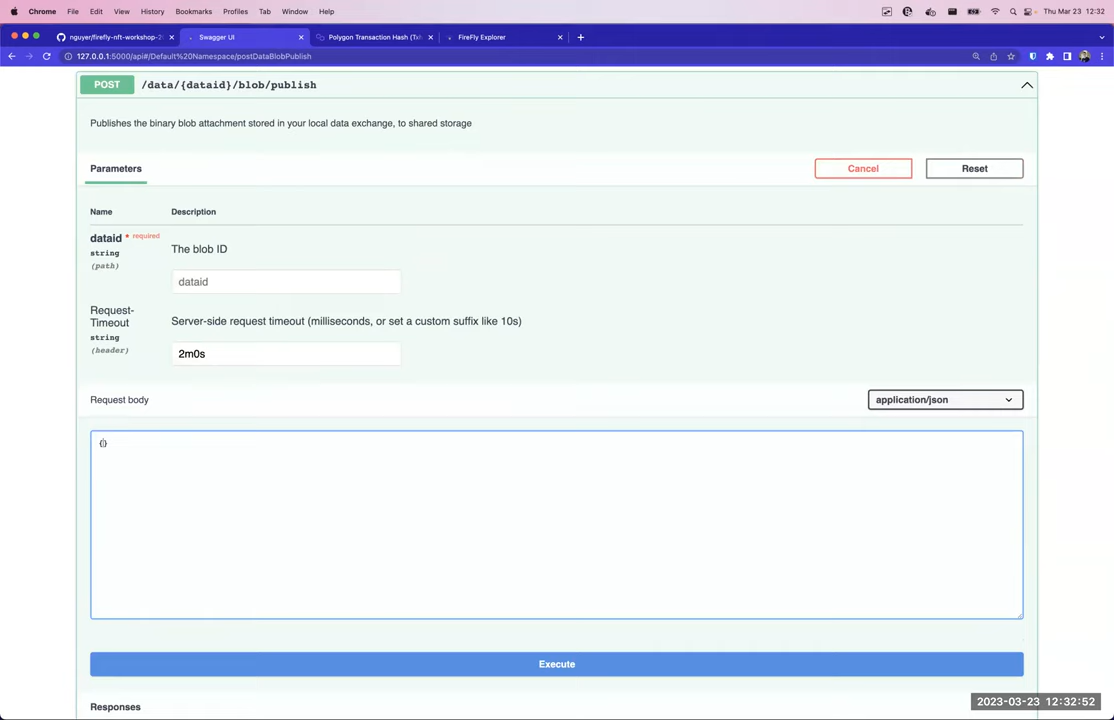 Chrome File Edit View History Bookmarks Profiles Tab Window Help Thu Mar 23 12:32
nguyer/firefly-nft-workshop-2 Swagger UI Polygon Transaction Hash (Txh FireFly Explorer
127.0.0.1:5000/api#/Default%20Namespace/postDataBlobPublish
POST /data/{dataid}/blob/publish
Publishes the binary blob attachment stored in your local data exchange, to shared storage
Parameters Cancel Reset
Name Description
dataid * required
The blob ID
string
(path)
dataid
Request-Timeout
Server-side request timeout (milliseconds, or set a custom suffix like 10s)
string
(header)
2m0s
Request body application/json
{}
Execute
Responses
2023-03-23 12:32:52